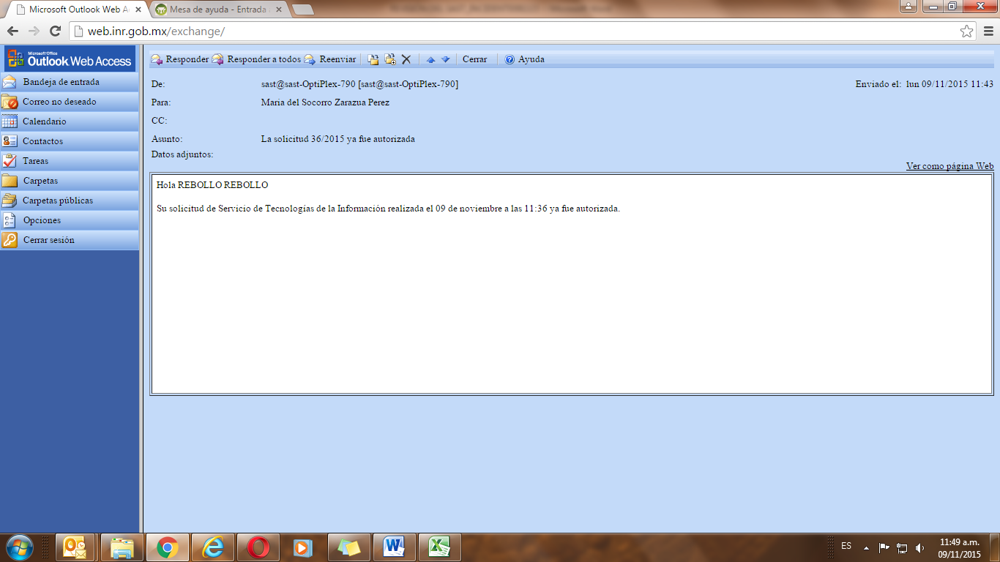 Microsoft Outlook Web A
Mesa de ayuda - Entrada
web.inr.gob.mx/exchange/
Microsoft Office
Outlook Web Access
Bandeja de entrada
Correo no deseado
Calendario
Contactos
Tareas
Carpetas
Carpetas públicas
Opciones
Cerrar sesión
Responder Responder a todos Reenviar Cerrar Ayuda
De: sast@sast-OptiPlex-790 [sast@sast-OptiPlex-790] Enviado el: lun 09/11/2015 11:43
Para: Maria del Socorro Zarazua Perez
CC:
Asunto: La solicitud 36/2015 ya fue autorizada
Datos adjuntos:
Ver como página Web
Hola REBOLLO REBOLLO
Su solicitud de Servicio de Tecnologías de la Información realizada el 09 de noviembre a las 11:36 ya fue autorizada.
ES
11:49 a.m.
09/11/2015